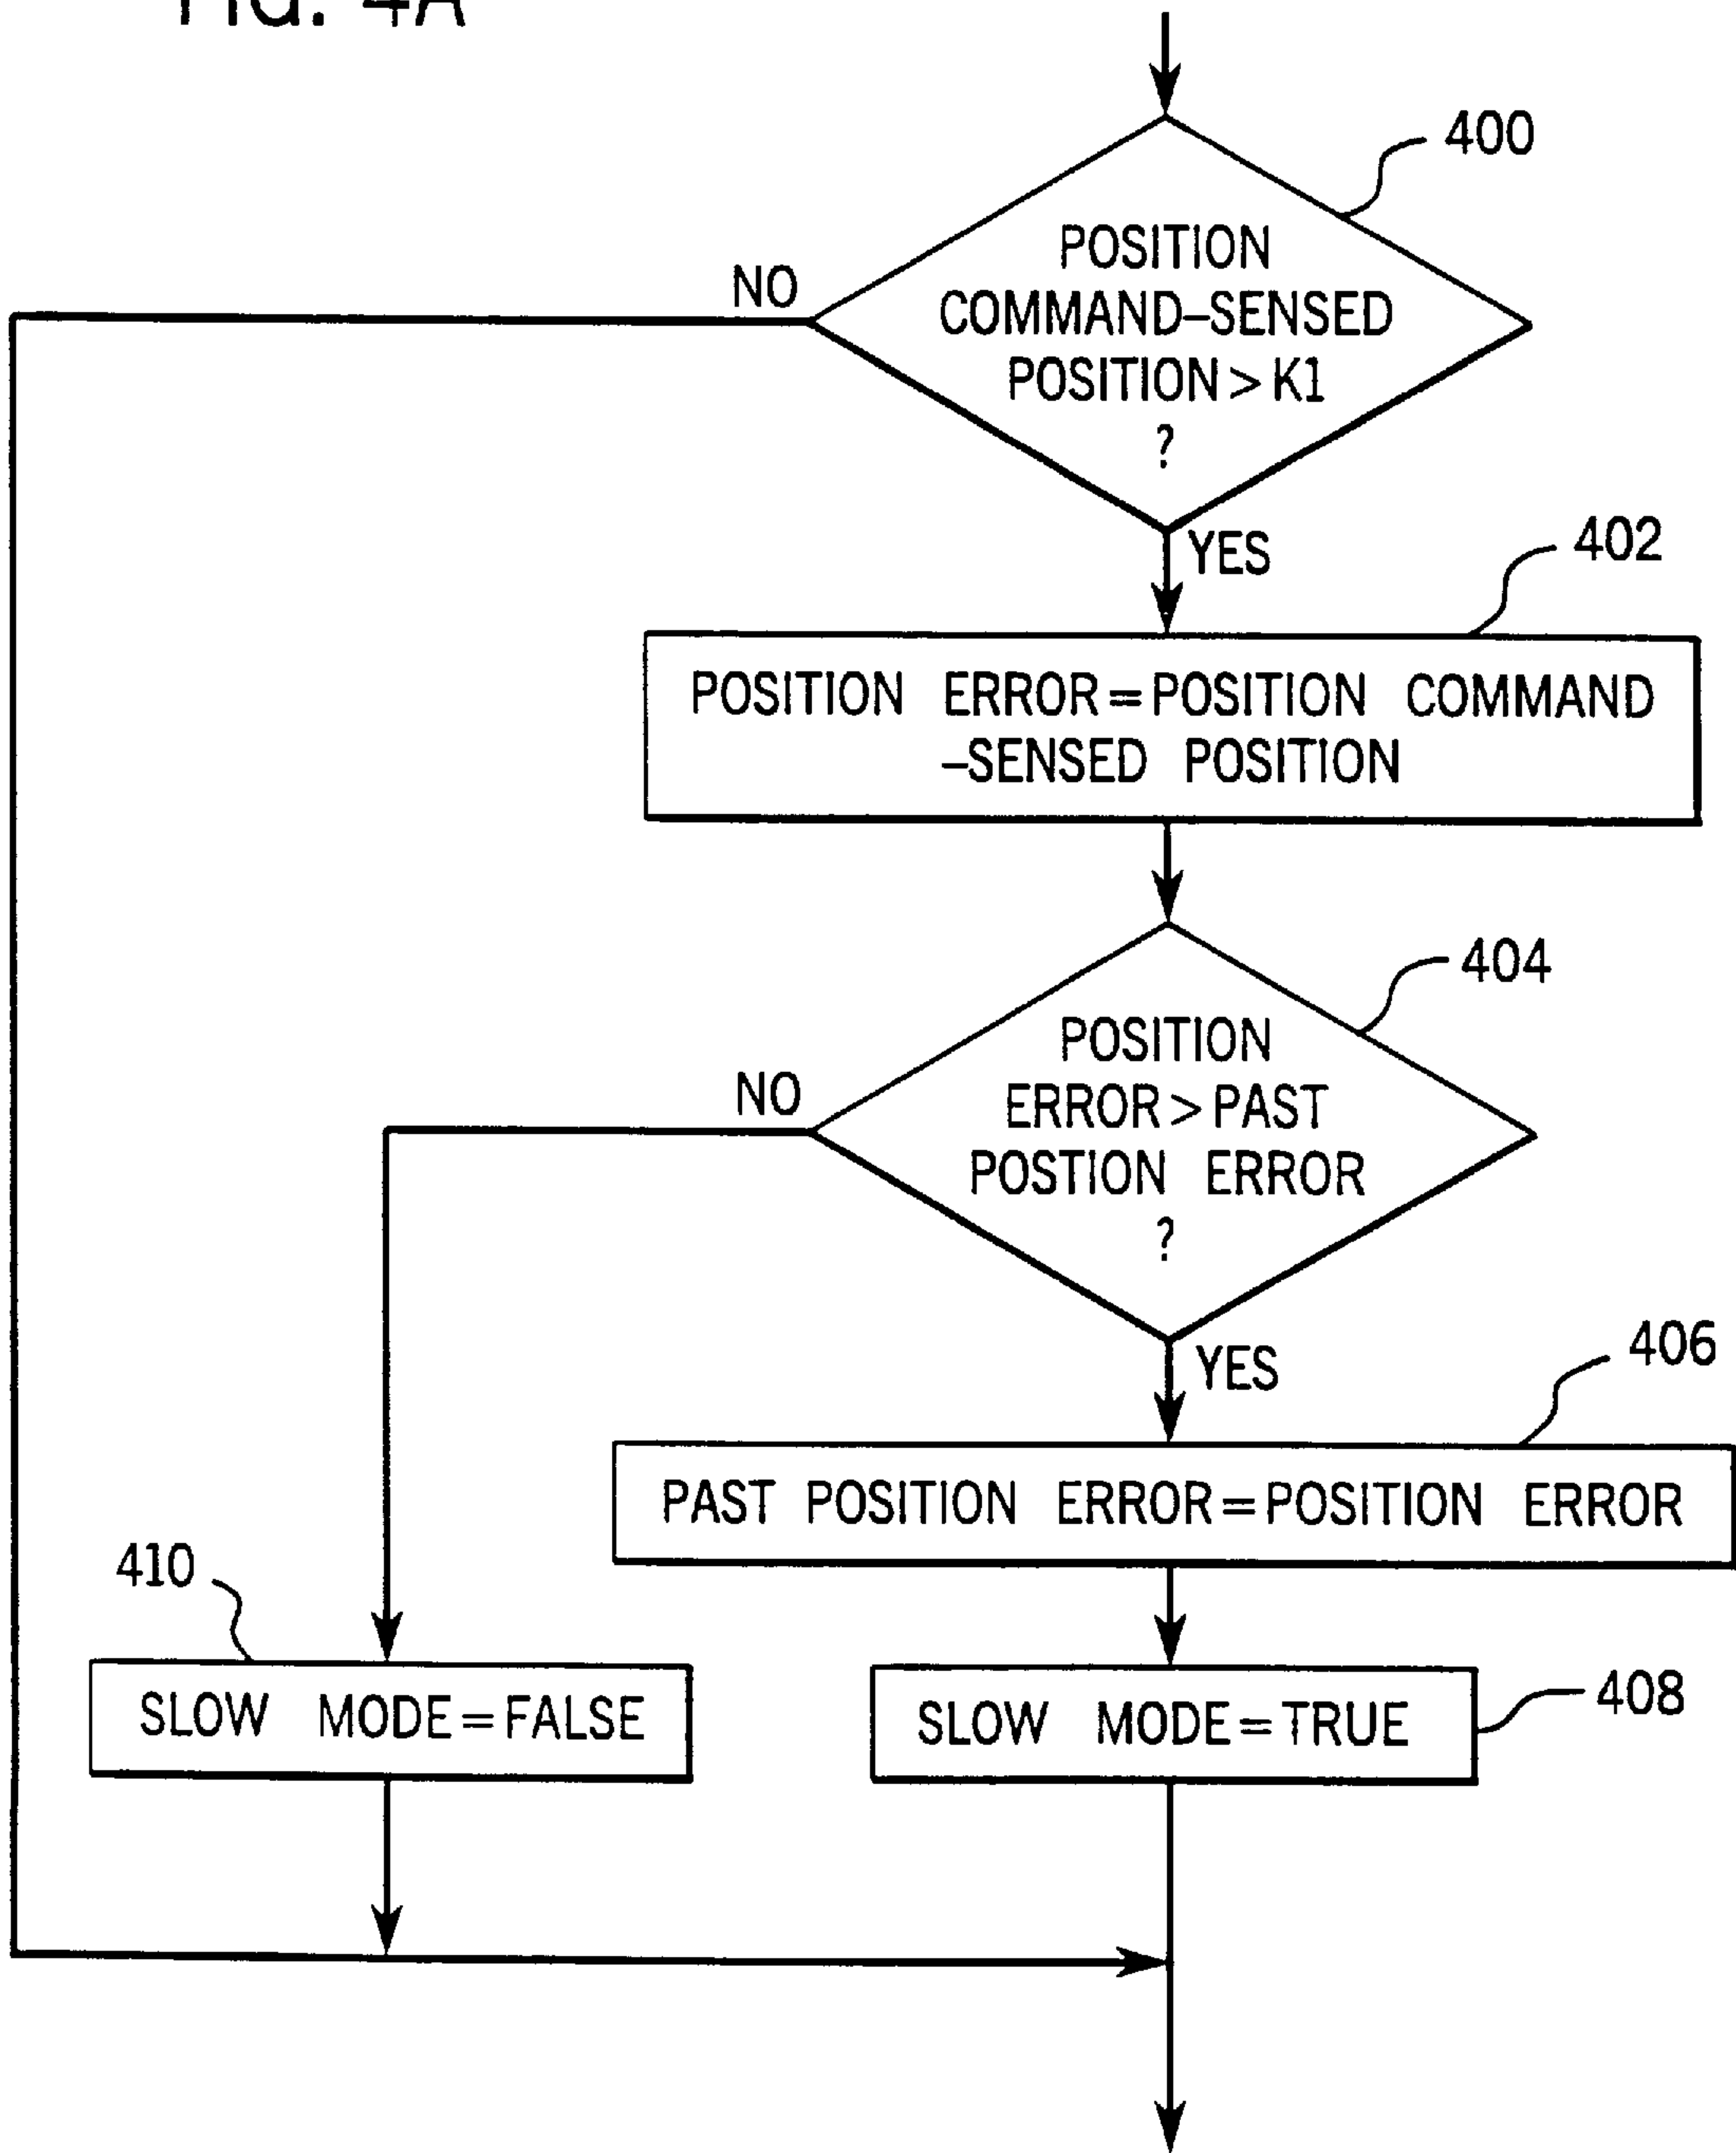 FIG. 4A
400
POSITION
COMMAND-SENSED
POSITION > K1
?
NO
YES
402
POSITION ERROR = POSITION COMMAND
-SENSED POSITION
404
POSITION
ERROR > PAST
POSTION ERROR
?
NO
YES
406
PAST POSITION ERROR = POSITION ERROR
410
SLOW MODE = FALSE
SLOW MODE = TRUE
408